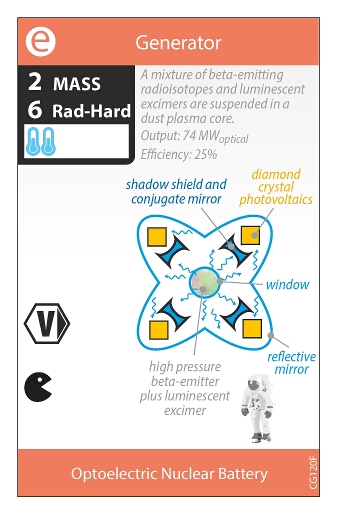 e
Generator
2 MASS
6 Rad-Hard
A mixture of beta-emitting
radioisotopes and luminescent
excimers are suspended in a
dust plasma core.
Output: 74 MWoptical
Efficiency: 25%
shadow shield and
conjugate mirror
diamond
crystal
photovoltaics
window
V
reflective
mirror
high pressure
beta-emitter
plus luminescent
excimer
Optoelectric Nuclear Battery
CG120F